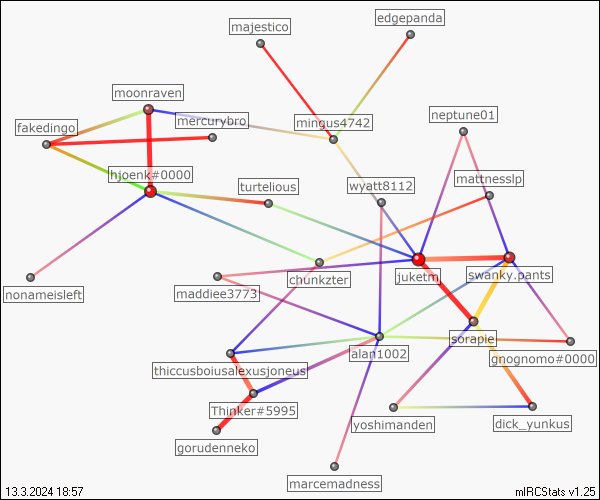 edgepanda
majestico
moonraven
neptune01
mercurybro
mingus4742
fakedingo
hjoenk#0000
mattnesslp
turtelious
wyatt8112
juketm
swanky.pants
chunkzter
maddiee3773
nonameisleft
sorapie
alan1002
gnognomo#0000
thiccusboiusalexusjoneus
Thinker#5995
yoshimanden
dick_yunkus
gorudenneko
marcemadness
13.3.2024 18:57
mIRCStats v1.25